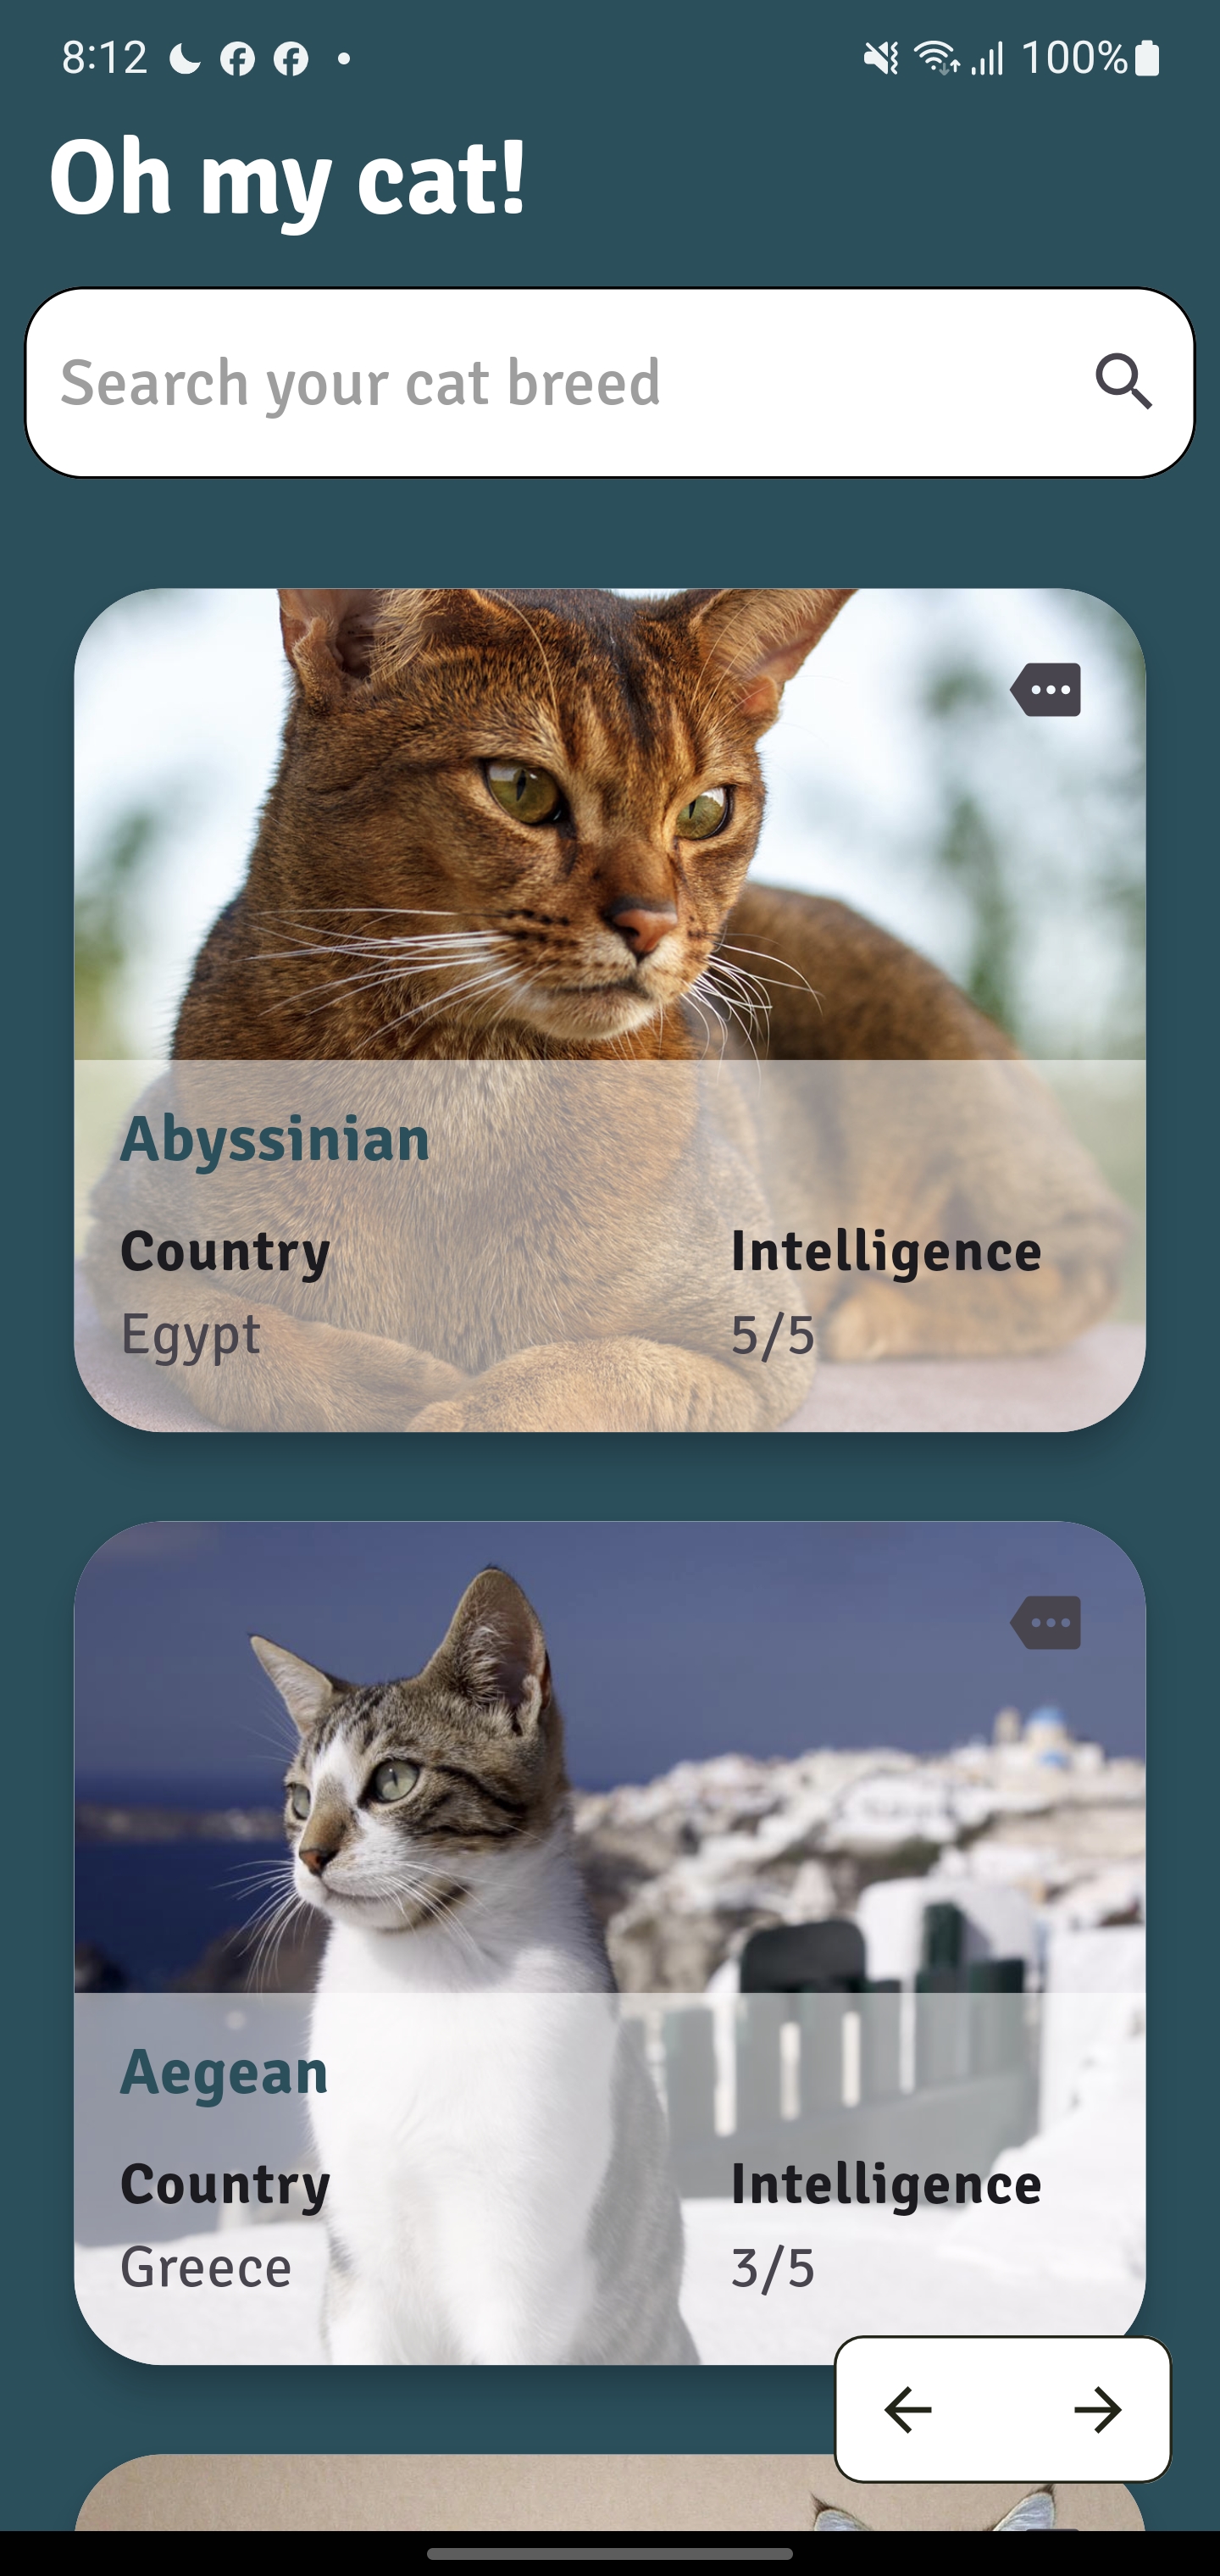 8:12
100%
Oh my cat!
Search your cat breed
Abyssinian
Country Intelligence
Egypt 5/5
Aegean
Country Intelligence
Greece 3/5